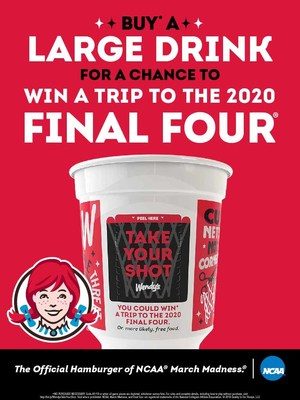 BUY* A
LARGE DRINK
FOR A CHANCE TO
WIN A TRIP TO THE 2020
FINAL FOUR®
PEEL HERE
TAKE
YOUR
SHOT
Wendy's
YOU COULD WIN*
A TRIP TO THE 2020
FINAL FOUR.
Or, more likely, free food.
The Official Hamburger of NCAA® March Madness.®
NCAA